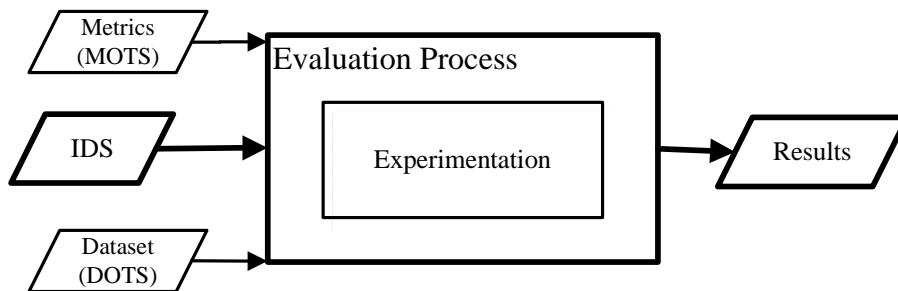 Metrics
(MOTS)
Evaluation Process
IDS
Experimentation
Results
Dataset
(DOTS)